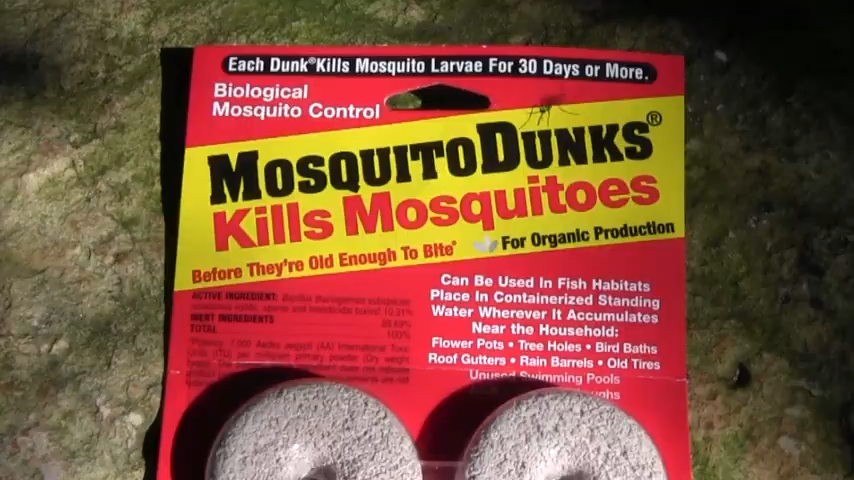 Each Dunk® Kills Mosquito Larvae For 30 Days or More.
Biological
Mosquito Control
MOSQUITODUNKS®
Kills Mosquitoes
Before They're Old Enough To Bite*
For Organic Production
Can Be Used In Fish Habitats
Place In Containerized Standing
Water Wherever It Accumulates
Near the Household:
Flower Pots • Tree Holes • Bird Baths
Roof Gutters • Rain Barrels • Old Tires
Unused Swimming Pools
ACTIVE INGREDIENT:
INERT INGREDIENTS
TOTAL 100%